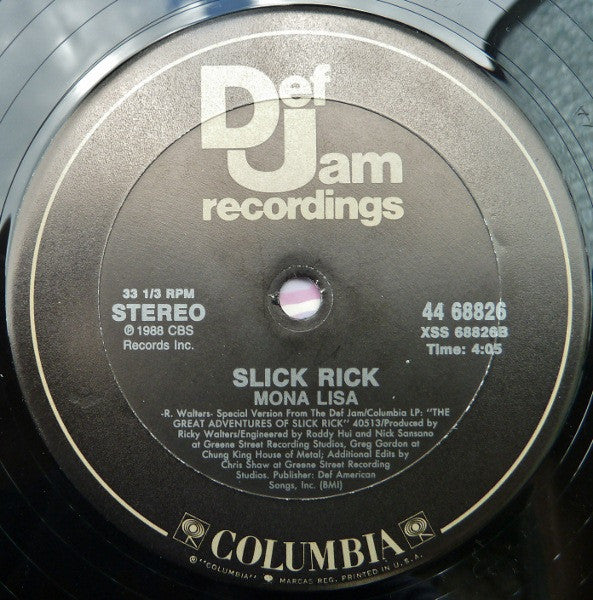 Def
Jam
recordings
33 1/3 RPM
STEREO
℗ 1988 CBS
Records Inc.
44 68826
XSS 68826B
Time: 4:05
SLICK RICK
MONA LISA
-R. Walters- Special Version From The Def Jam/Columbia LP: "THE
GREAT ADVENTURES OF SLICK RICK" 40513/Produced by
Ricky Walters/Engineered by Roddy Hui and Nick Sansano
at Greene Street Recording Studios, Greg Gordon at
Chung King House of Metal; Additional Edits by
Chris Shaw at Greene Street Recording
Studios. Publisher: Def American
Songs, Inc. (BMI)
COLUMBIA
® "COLUMBIA" MARCAS REG. PRINTED IN U.S.A.